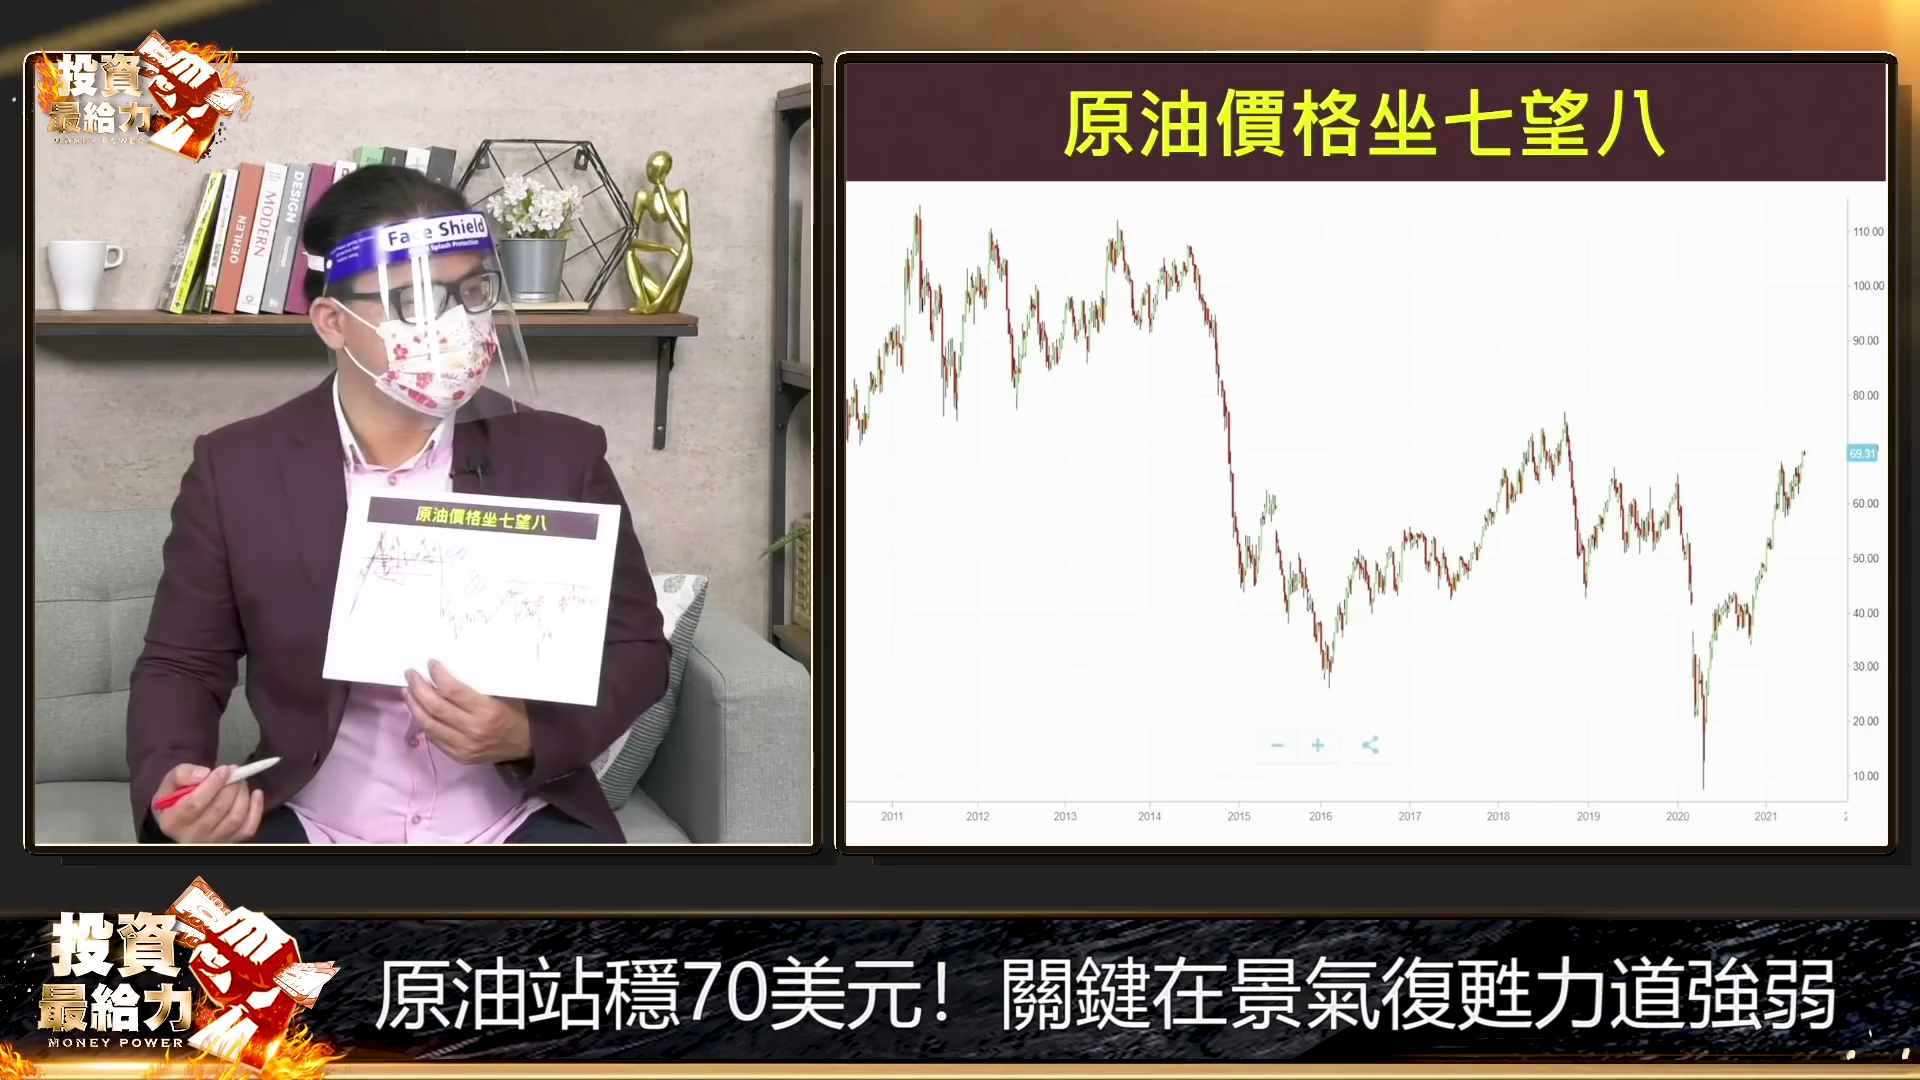 投資
最給力
MONEY POWER
OEHLEN
MODERN
DESIGN
Face Shield
Splash Protection
原油價格坐七望八
原油價格坐七望八
110.00
100.00
90.00
80.00
69.31
60.00
50.00
40.00
30.00
20.00
10.00
2011 2012 2013 2014 2015 2016 2017 2018 2019 2020 2021
投資
最給力
MONEY POWER
原油站穩70美元！關鍵在景氣復甦力道強弱